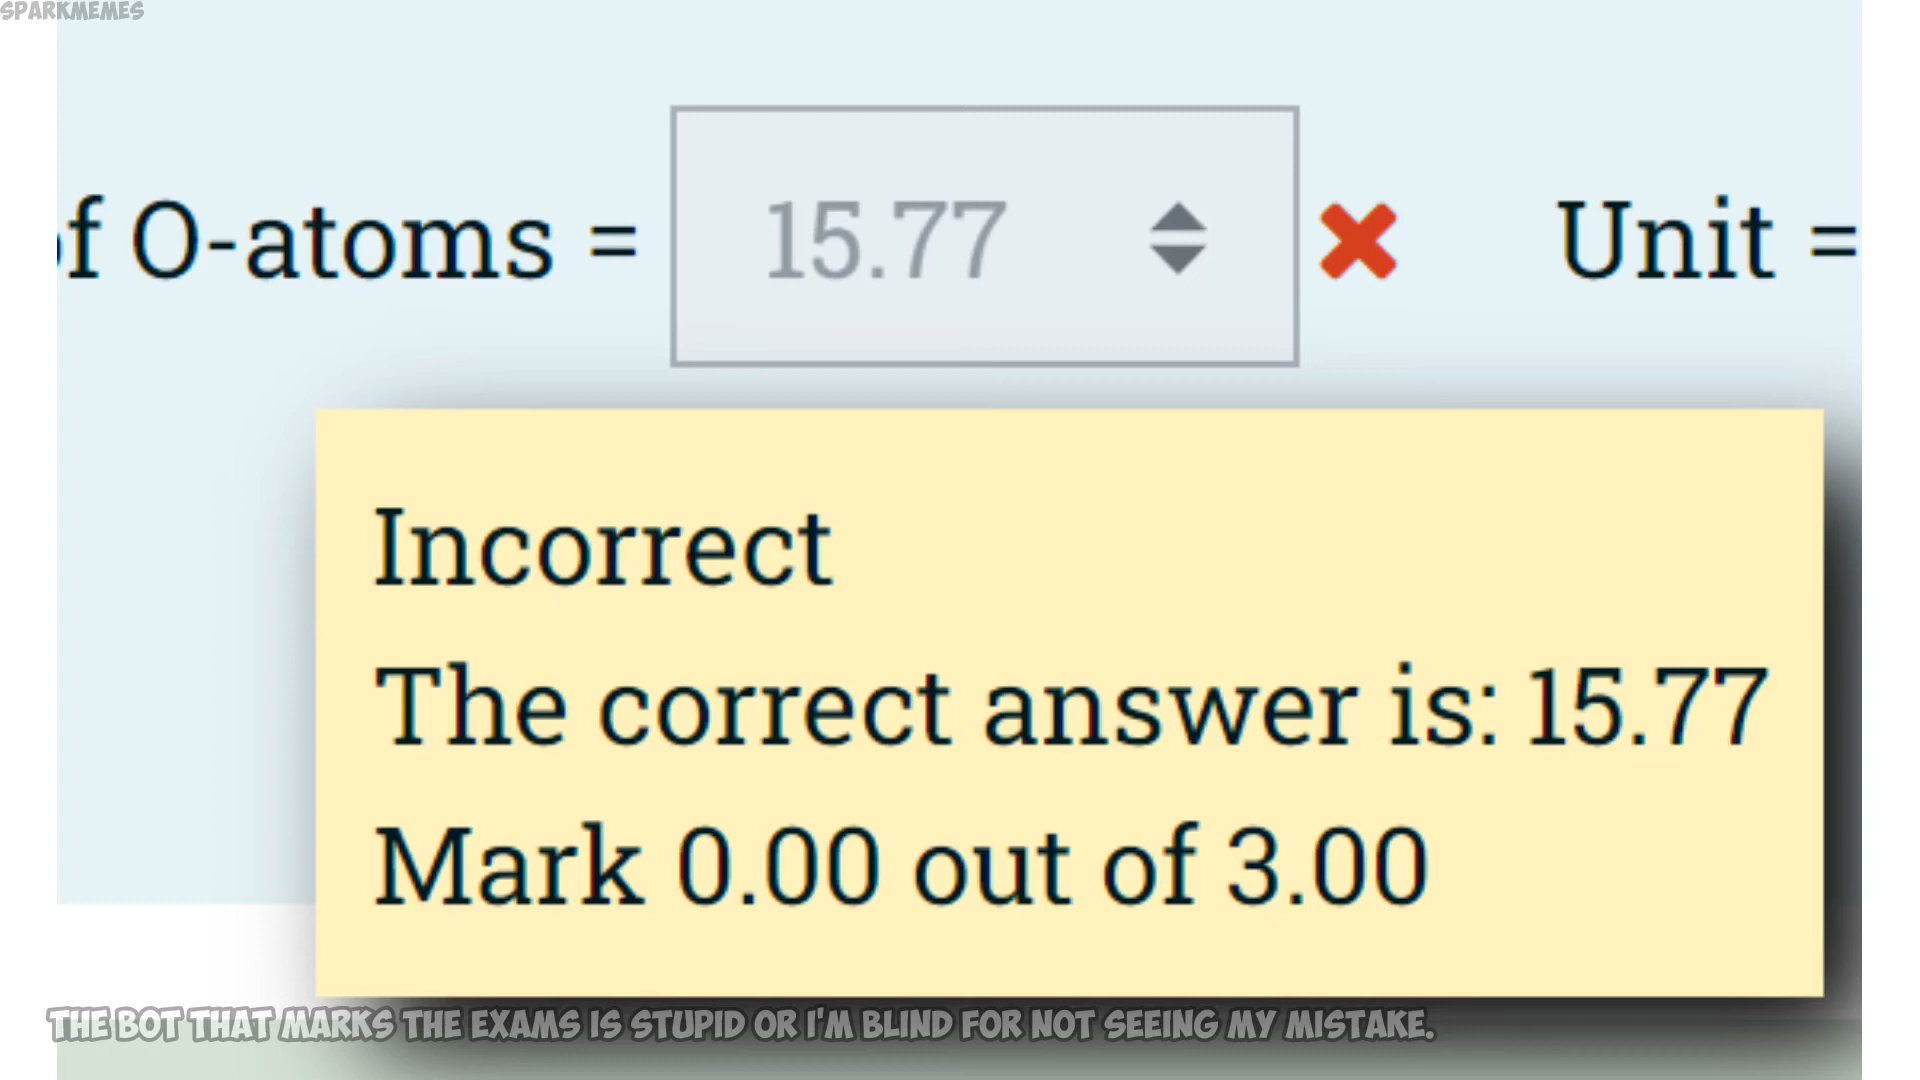 SPARKMEMES
of O-atoms = 15.77 Unit =
Incorrect
The correct answer is: 15.77
Mark 0.00 out of 3.00
THE BOT THAT MARKS THE EXAMS IS STUPID OR I'M BLIND FOR NOT SEEING MY MISTAKE.